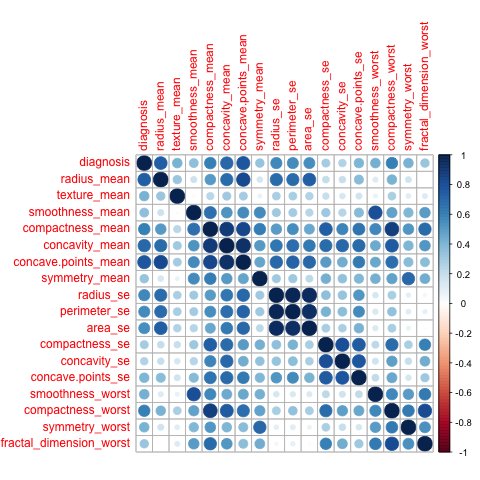 diagnosis
radius_mean
texture_mean
smoothness_mean
compactness_mean
concavity_mean
concave.points_mean
symmetry_mean
radius_se
perimeter_se
area_se
compactness_se
concavity_se
concave.points_se
smoothness_worst
compactness_worst
symmetry_worst
fractal_dimension_worst
diagnosis
radius_mean
texture_mean
smoothness_mean
compactness_mean
concavity_mean
concave.points_mean
symmetry_mean
radius_se
perimeter_se
area_se
compactness_se
concavity_se
concave.points_se
smoothness_worst
compactness_worst
symmetry_worst
fractal_dimension_worst
1
0.8
0.6
0.4
0.2
0
-0.2
-0.4
-0.6
-0.8
-1